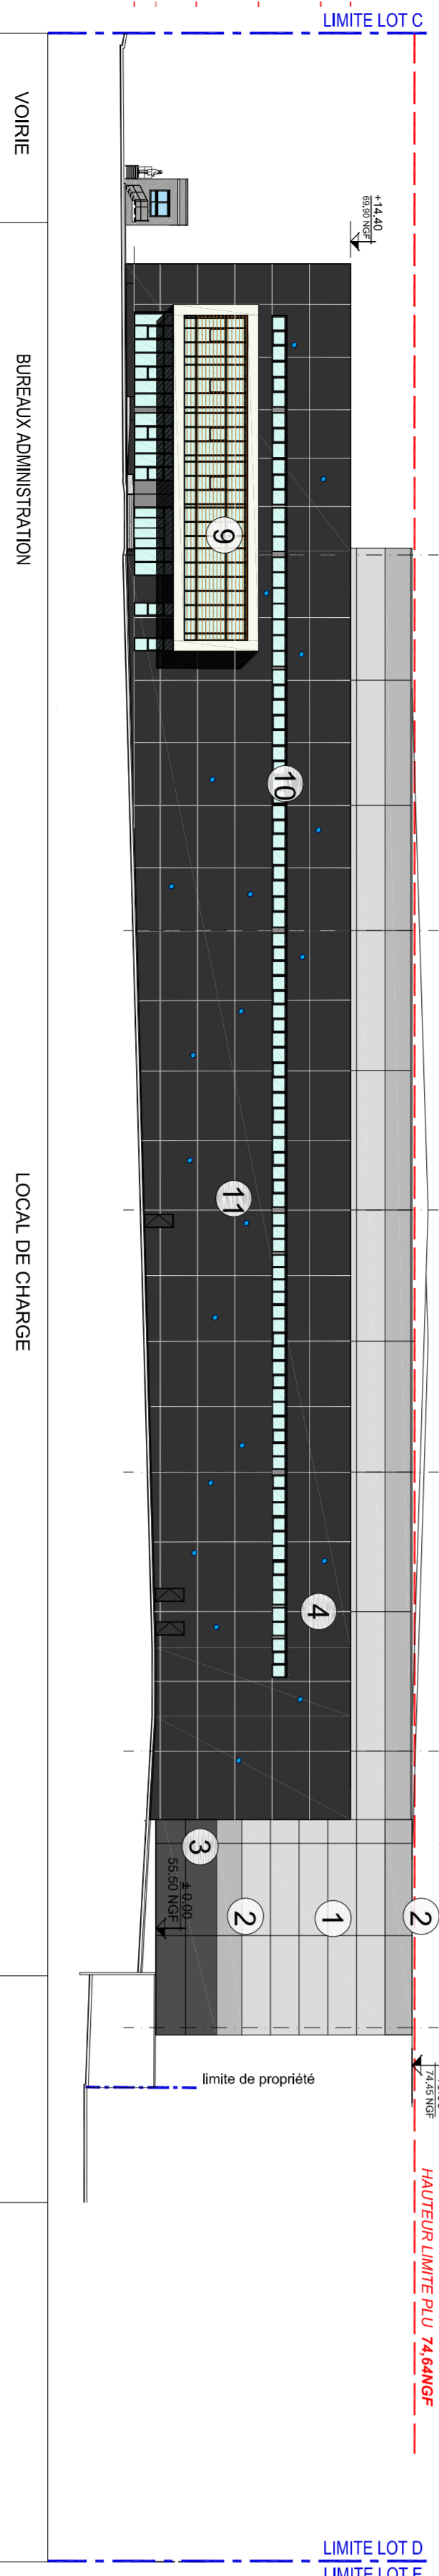 LIMITE LOT C
VOIRIE
+14.40
69,90 NGF
BUREAUX ADMINISTRATION
9
10
11
LOCAL DE CHARGE
4
3
2
1
2
± 0.00
55.50 NGF
limite de propriété
74,45 NGF
HAUTEUR LIMITE PLU 74,64NGF
LIMITE LOT D